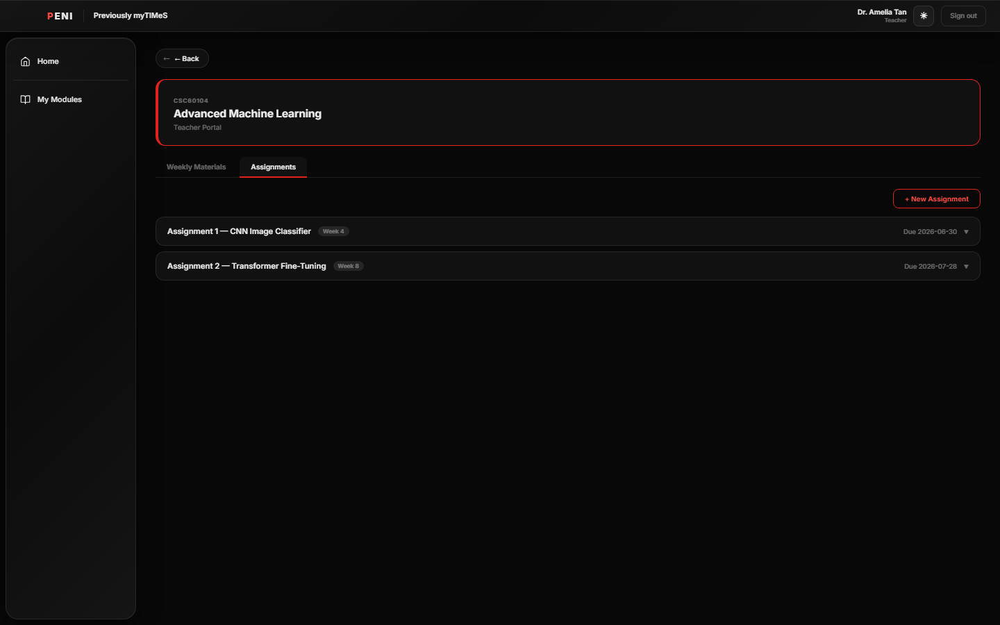 PENI
Previously myTIMeS
Dr. Amelia Tan
Teacher
☀
Sign out
Home
My Modules
← ← Back
CSC60104
Advanced Machine Learning
Teacher Portal
Weekly Materials
Assignments
+ New Assignment
Assignment 1 — CNN Image Classifier
Week 4
Due 2026-06-30 ▼
Assignment 2 — Transformer Fine-Tuning
Week 8
Due 2026-07-28 ▼